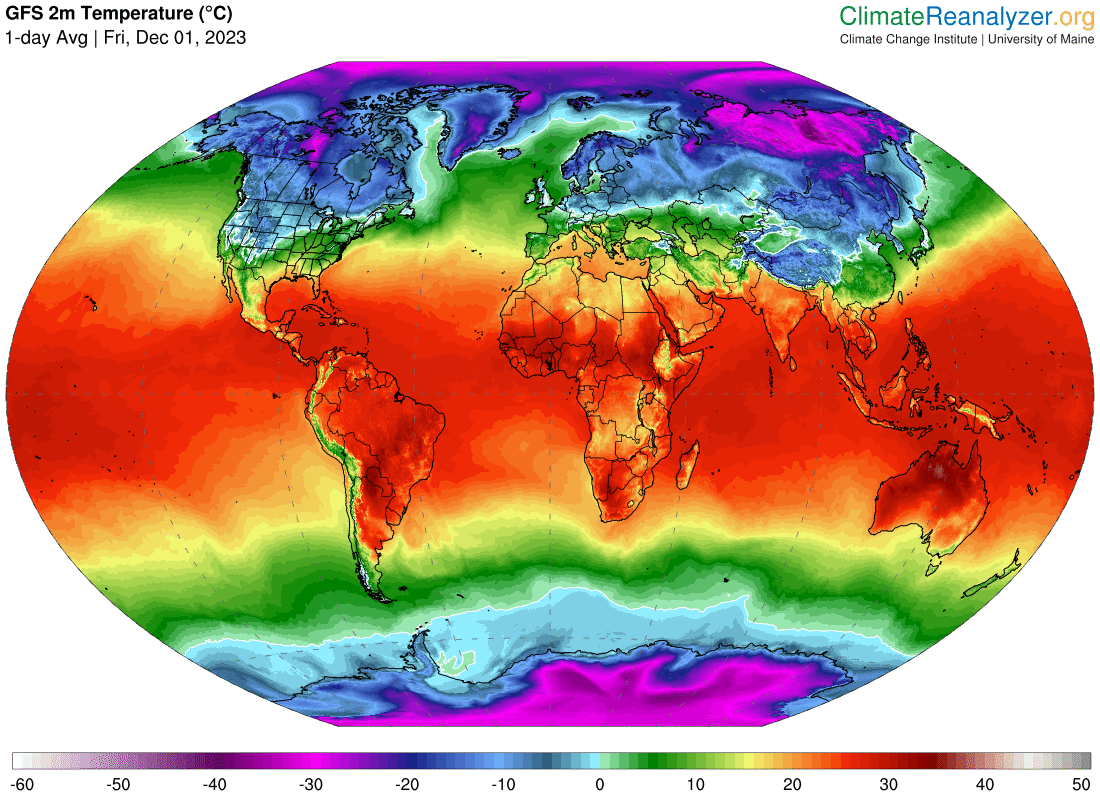 GFS 2m Temperature (°C)
1-day Avg | Fri, Dec 01, 2023
ClimateReanalyzer.org
Climate Change Institute | University of Maine
-60 -50 -40 -30 -20 -10 0 10 20 30 40 50